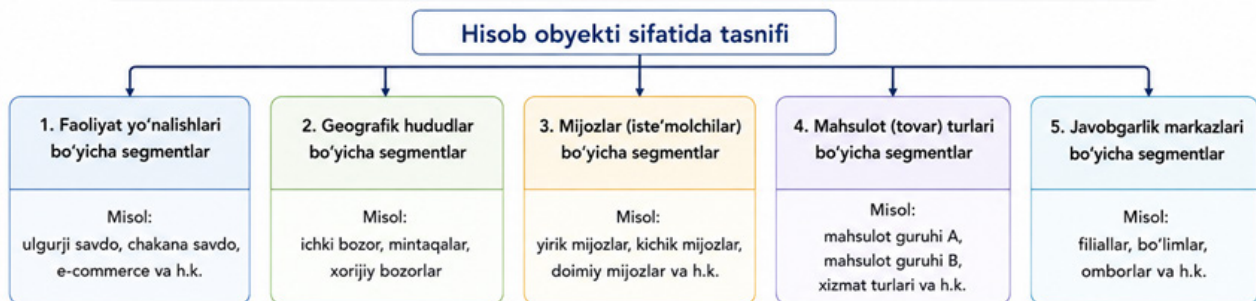 Hisob obyekti sifatida tasnifi
1. Faoliyat yo‘nalishlari
bo‘yicha segmentlar
Misol:
ulgurji savdo, chakana savdo,
e-commerce va h.k.
2. Geografik hududlar
bo‘yicha segmentlar
Misol:
ichki bozor, mintaqalar,
xorijiy bozorlar
3. Mijozlar (iste’molchilar)
bo‘yicha segmentlar
Misol:
yirik mijozlar, kichik mijozlar,
doimiy mijozlar va h.k.
4. Mahsulot (tovar) turlari
bo‘yicha segmentlar
Misol:
mahsulot guruhi A,
mahsulot guruhi B,
xizmat turlari va h.k.
5. Javobgarlik markazlari
bo‘yicha segmentlar
Misol:
filiallar, bo‘limlar,
omborlar va h.k.